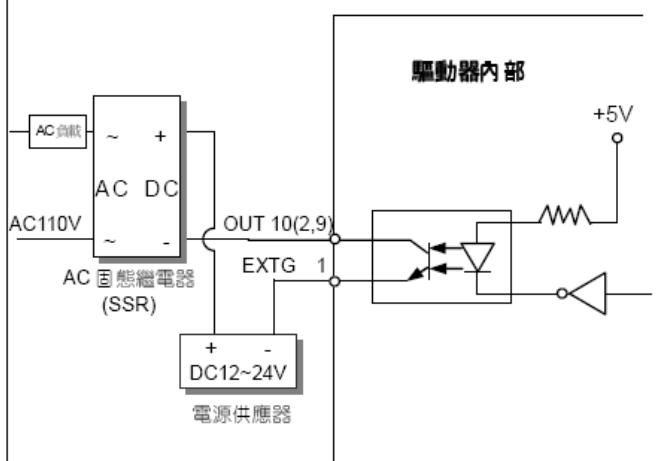 驅動器內部
+5V
AC負載
~ +
AC DC
AC110V
~ -
OUT 10(2,9)
AC 固態繼電器
(SSR)
EXTG 1
+ -
DC12~24V
電源供應器